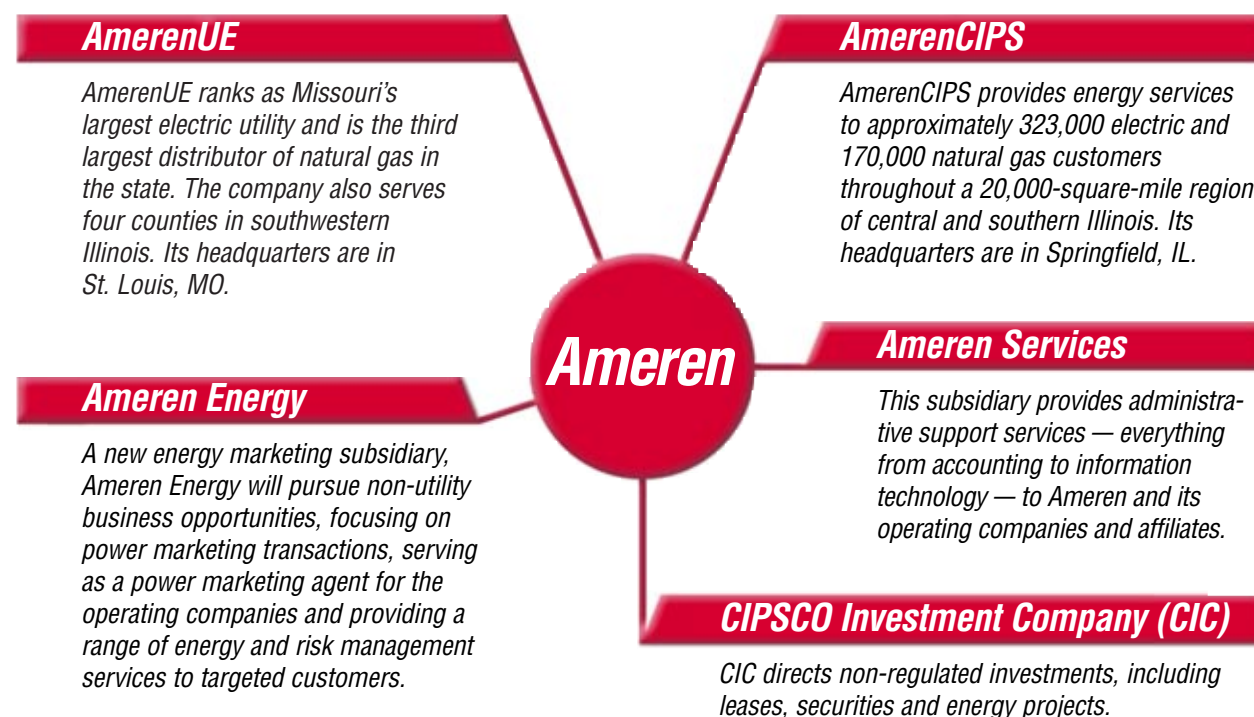 AmerenUE
AmerenUE ranks as Missouri's
largest electric utility and is the third
largest distributor of natural gas in
the state. The company also serves
four counties in southwestern
Illinois. Its headquarters are in
St. Louis, MO.
AmerenCIPS
AmerenCIPS provides energy services
to approximately 323,000 electric and
170,000 natural gas customers
throughout a 20,000-square-mile region
of central and southern Illinois. Its
headquarters are in Springfield, IL.
Ameren
Ameren Energy
A new energy marketing subsidiary,
Ameren Energy will pursue non-utility
business opportunities, focusing on
power marketing transactions, serving
as a power marketing agent for the
operating companies and providing a
range of energy and risk management
services to targeted customers.
Ameren Services
This subsidiary provides administra-
tive support services — everything
from accounting to information
technology — to Ameren and its
operating companies and affiliates.
CIPSCO Investment Company (CIC)
CIC directs non-regulated investments, including
leases, securities and energy projects.